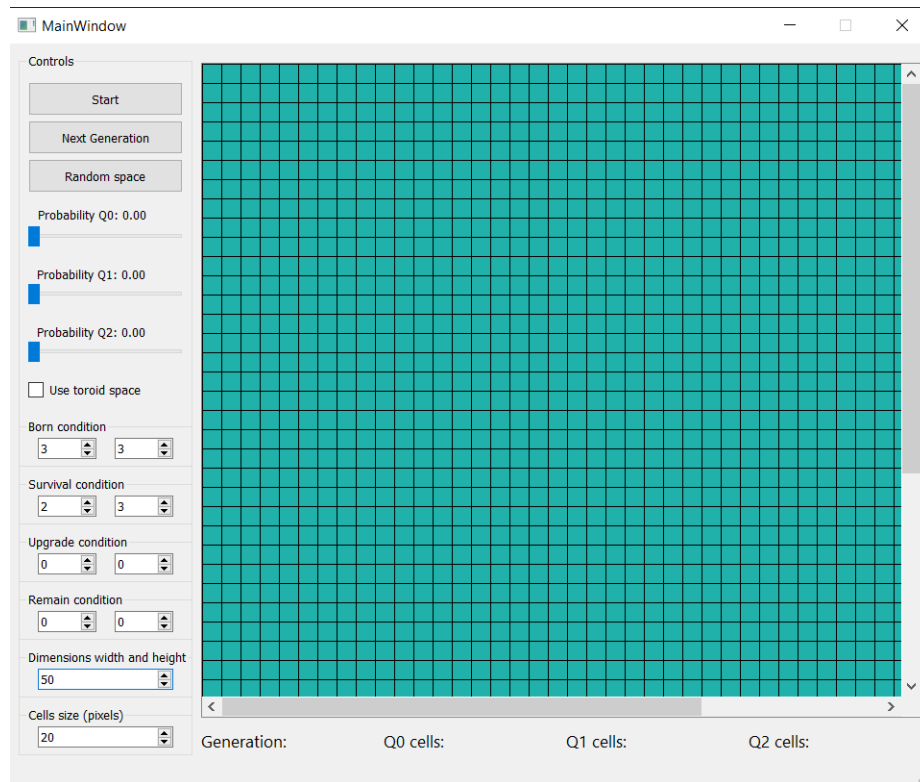 MainWindow
Controls
Start
Next Generation
Random space
Probability Q0: 0.00
Probability Q1: 0.00
Probability Q2: 0.00
Use toroid space
Born condition
3 3
Survival condition
2 3
Upgrade condition
0 0
Remain condition
0 0
Dimensions width and height
50
Cells size (pixels)
20
Generation: Q0 cells: Q1 cells: Q2 cells: